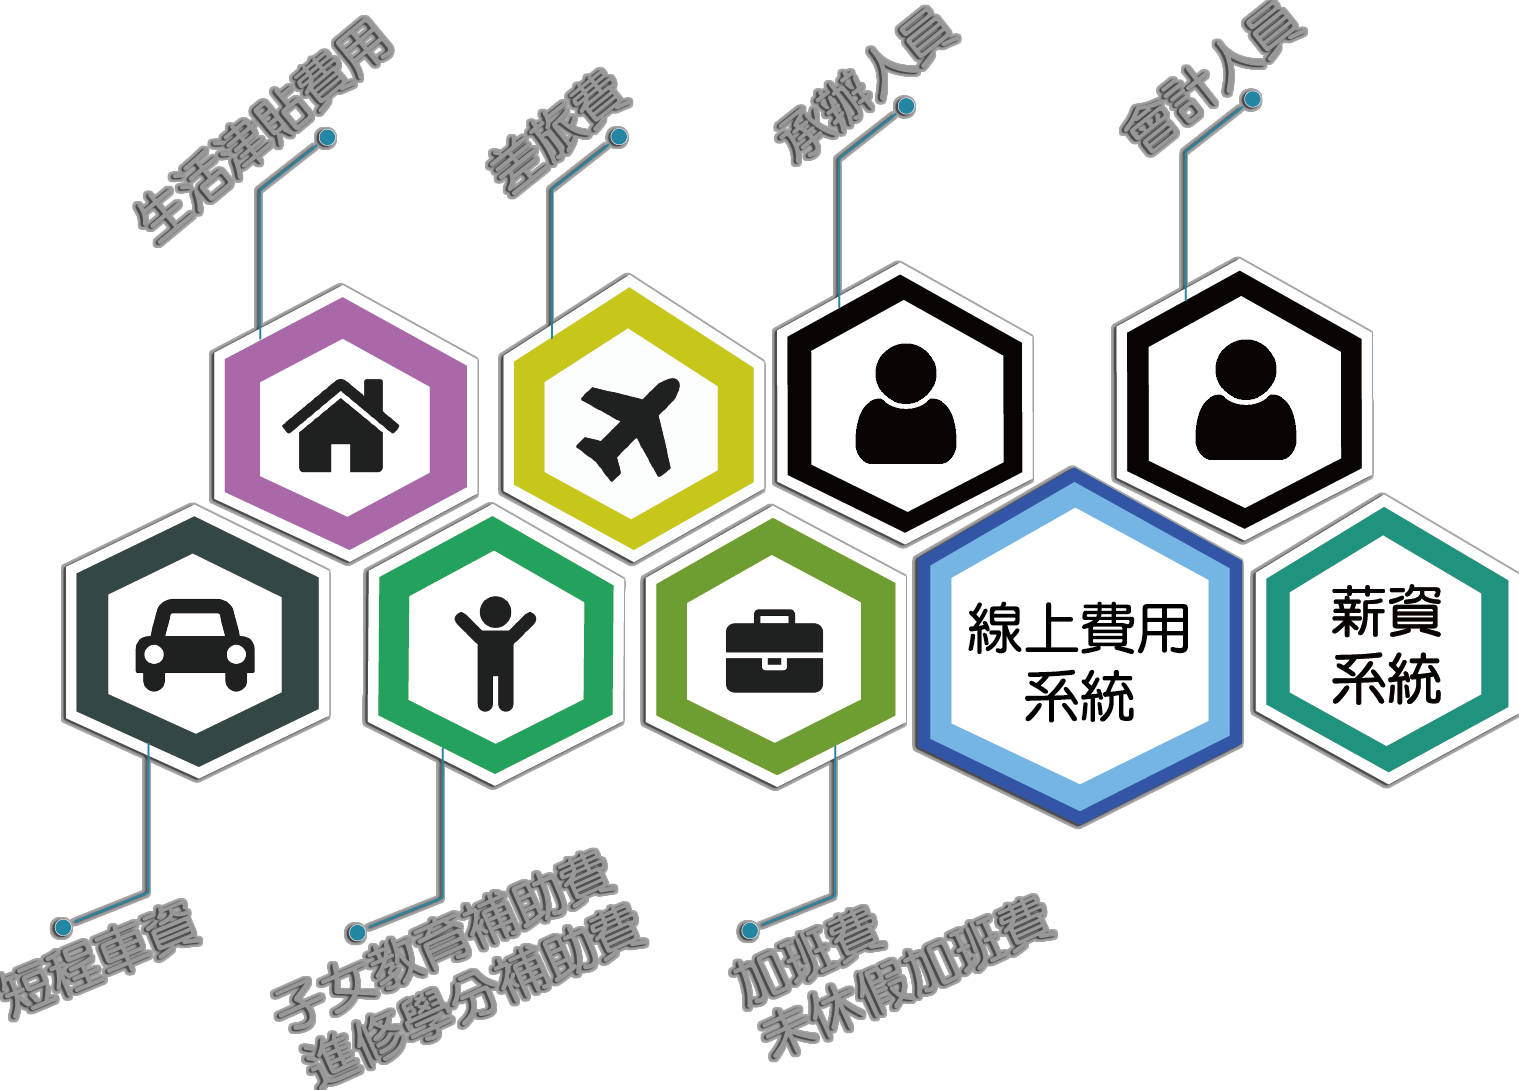 生活津貼費用
差旅費
承辦人員
會計人員
線上費用
系統
薪資
系統
短程車資
子女教育補助費
進修學分補助費
加班費
未休假加班費